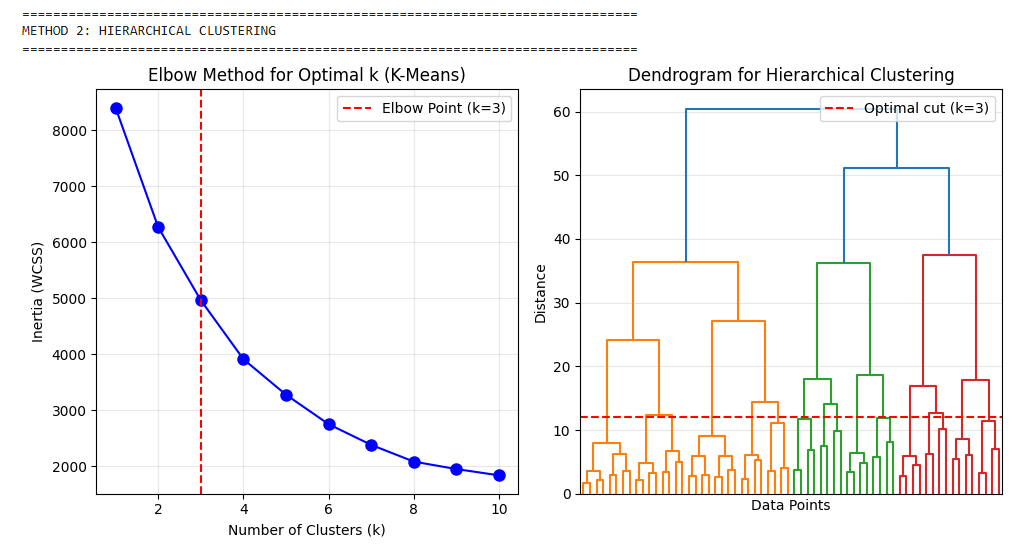 ================================================================================
METHOD 2: HIERARCHICAL CLUSTERING
================================================================================
Elbow Method for Optimal k (K-Means)
Elbow Point (k=3)
8000
7000
6000
5000
4000
3000
2000
Inertia (WCSS)
2 4 6 8 10
Number of Clusters (k)
Dendrogram for Hierarchical Clustering
Optimal cut (k=3)
60
50
40
30
20
10
0
Distance
Data Points